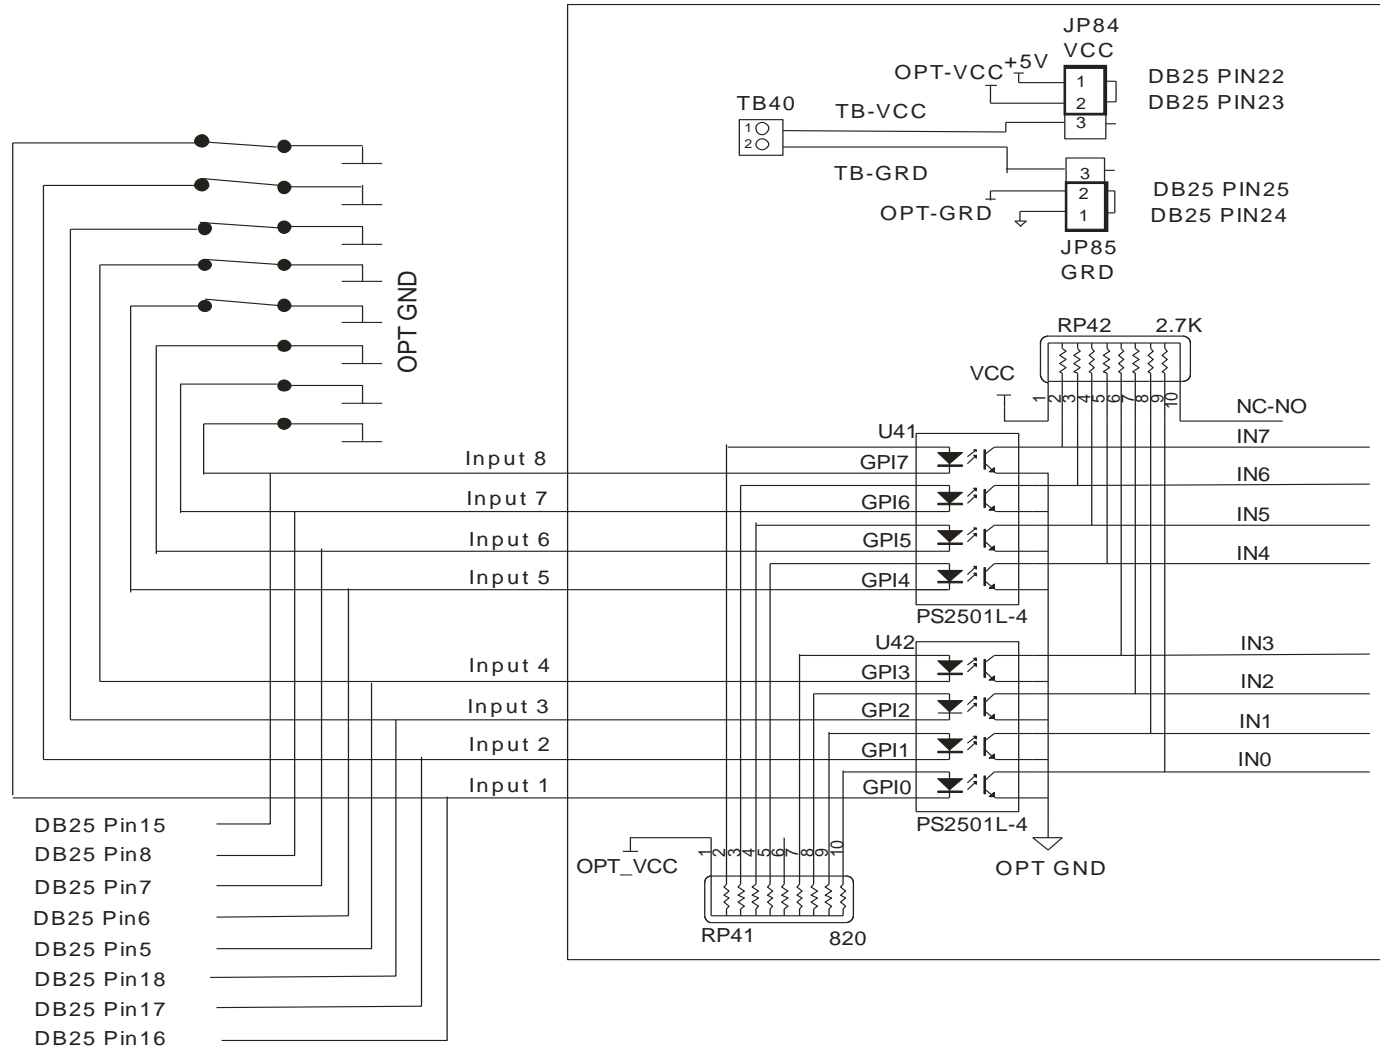 JP84
VCC
+5V
OPT-VCC
1
2
3
DB25 PIN22
DB25 PIN23
TB40
1
2
TB-VCC
TB-GRD
OPT-GRD
3
2
1
DB25 PIN25
DB25 PIN24
JP85
GRD
OPT GND
RP42 2.7K
VCC
1 2 3 4 5 6 7 8 9 10
NC-NO
U41
Input 8 GPI7 IN7
Input 7 GPI6 IN6
Input 6 GPI5 IN5
Input 5 GPI4 IN4
PS2501L-4
U42
Input 4 GPI3 IN3
Input 3 GPI2 IN2
Input 2 GPI1 IN1
Input 1 GPI0 IN0
PS2501L-4
OPT GND
OPT_VCC
1 2 3 4 5 6 7 8 9 10
RP41 820
DB25 Pin15
DB25 Pin8
DB25 Pin7
DB25 Pin6
DB25 Pin5
DB25 Pin18
DB25 Pin17
DB25 Pin16